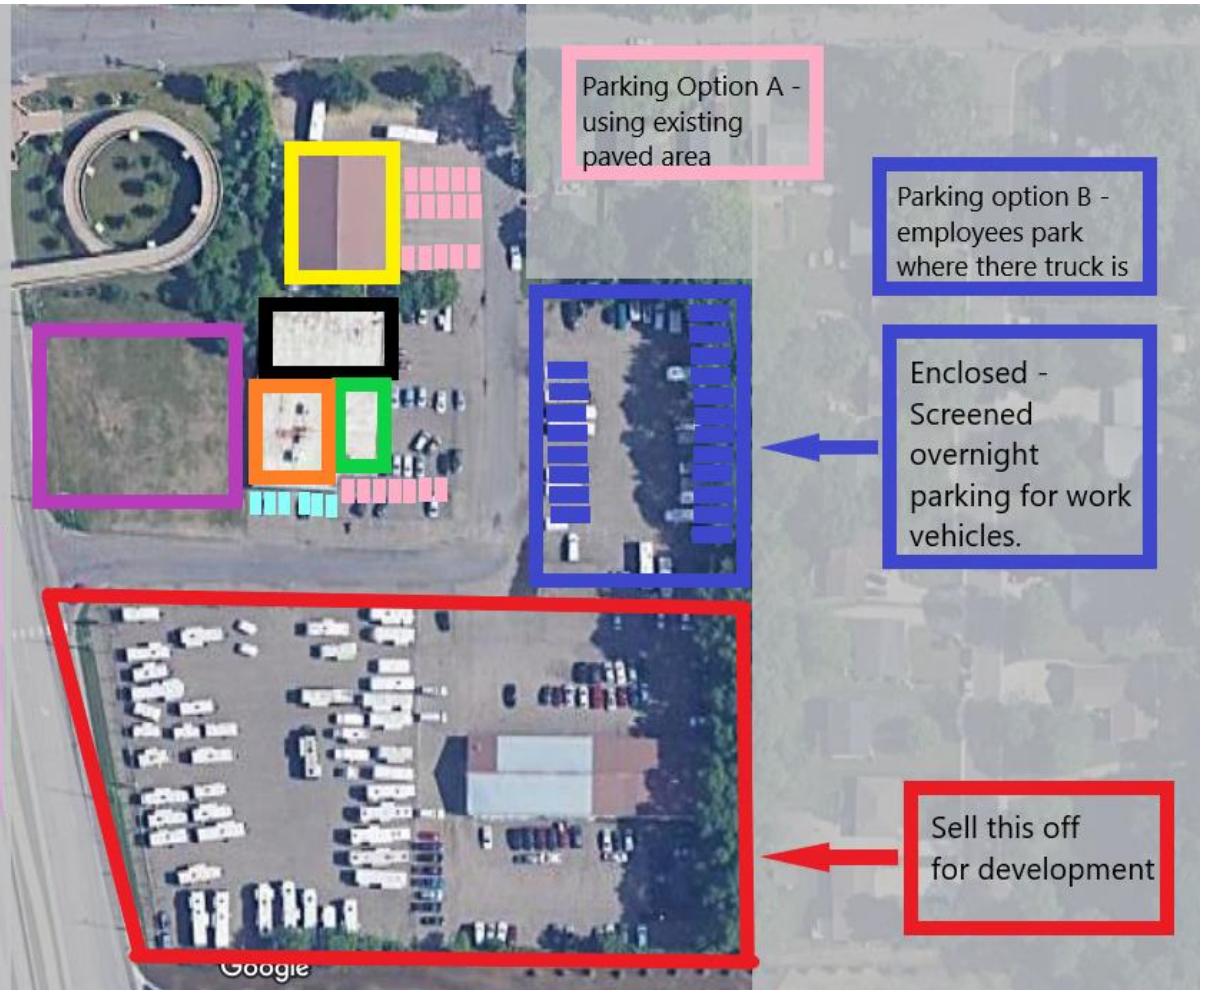 Parking Option A -
using existing
paved area
Parking option B -
employees park
where there truck is
Enclosed -
Screened
overnight
parking for work
vehicles.
Sell this off
for development
Google